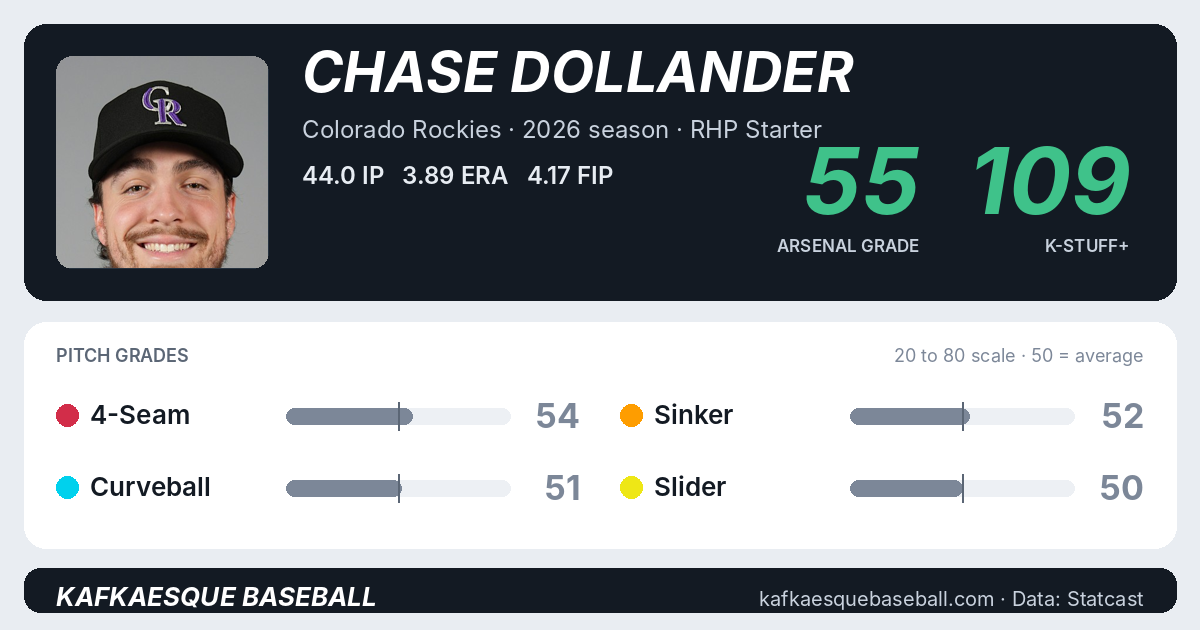 CR
CHASE DOLLANDER
Colorado Rockies · 2026 season · RHP Starter
44.0 IP 3.89 ERA 4.17 FIP
55 109
ARSENAL GRADE K-STUFF+
PITCH GRADES 20 to 80 scale · 50 = average
4-Seam 54 Sinker 52
Curveball 51 Slider 50
KAFKAESQUE BASEBALL kafkaesquebaseball.com · Data: Statcast